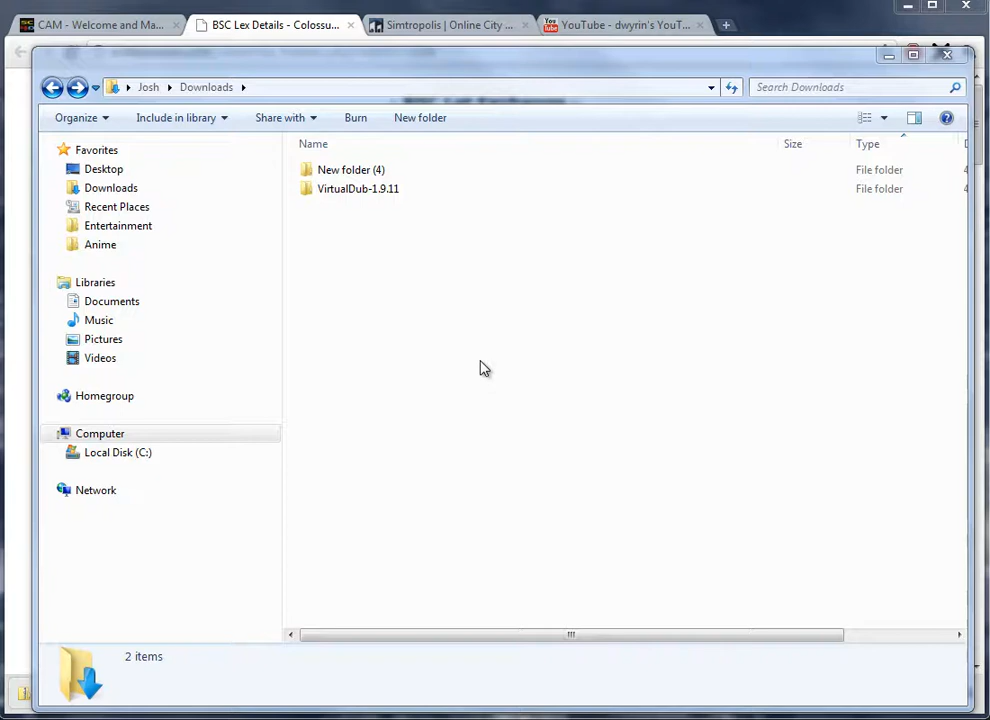 CAM - Welcome and Ma...
BSC Lex Details - Colossu...
Simtropolis | Online City ...
YouTube - dwyrin's YouT...
Josh
Downloads
Search Downloads
Organize
Include in library
Share with
Burn
New folder
Name
Size
Type
Favorites
Desktop
Downloads
Recent Places
Entertainment
Anime
Libraries
Documents
Music
Pictures
Videos
Homegroup
Computer
Local Disk (C:)
Network
New folder (4)
File folder
VirtualDub-1.9.11
File folder
2 items